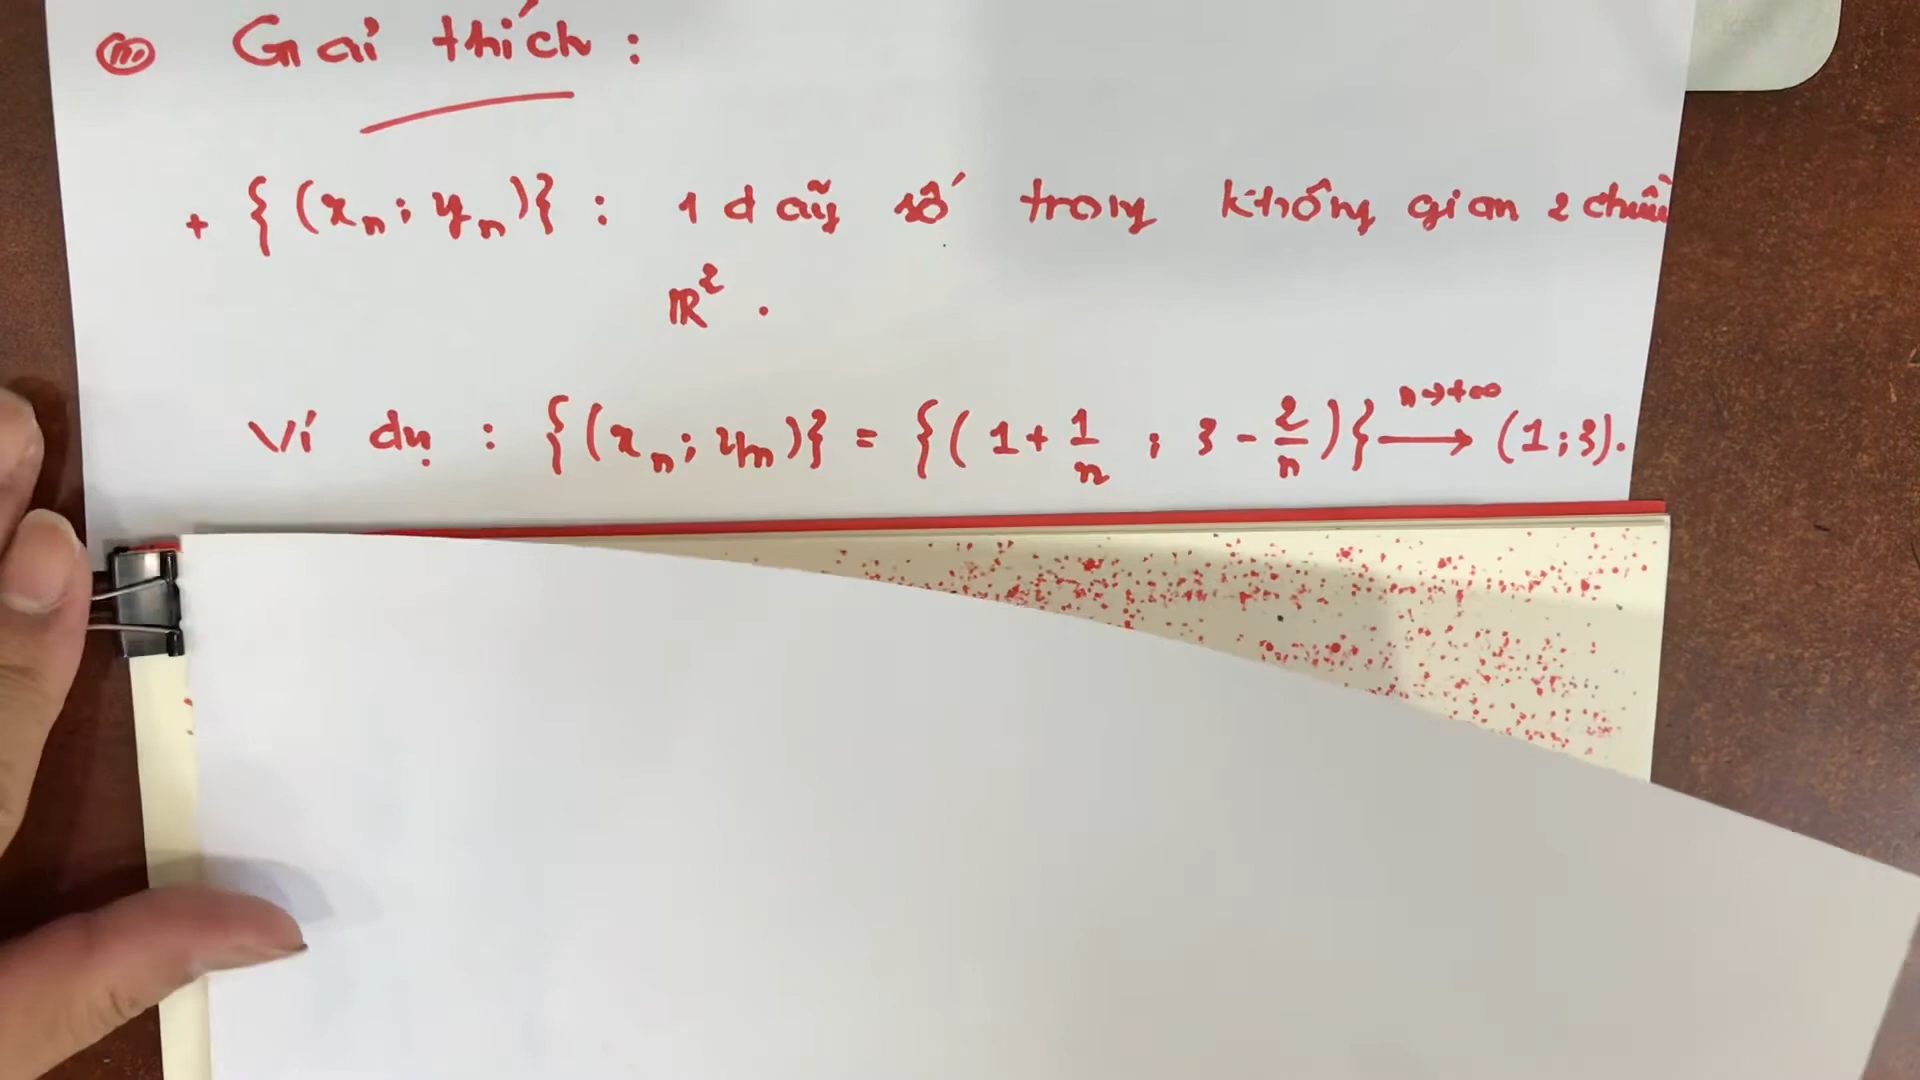 Giải thích :
+ {(xₙ ; yₙ)} : 1 dãy số trong không gian 2 chiều
ℝ² .
Ví dụ : {(xₙ ; yₙ)} = {( 1 + 1/n ; 3 - 2/n )} ⟶ (n→+∞) (1 ; 3).